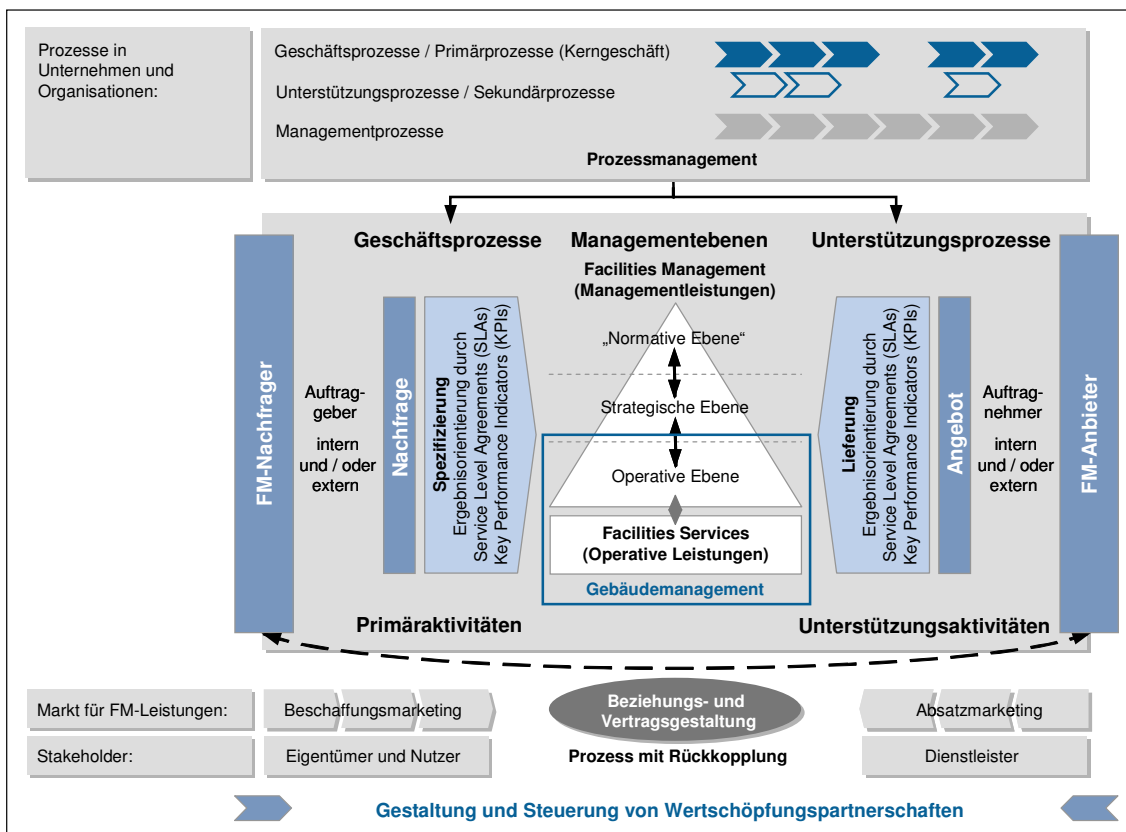 Prozesse in
Unternehmen und
Organisationen:
Geschäftsprozesse / Primärprozesse (Kerngeschäft)
Unterstützungsprozesse / Sekundärprozesse
Managementprozesse
Prozessmanagement
Geschäftsprozesse
Managementebenen
Unterstützungsprozesse
Facilities Management
(Managementleistungen)
FM-Nachfrager
Auftrag-
geber
intern
und / oder
extern
Nachfrage
Spezifizierung
Ergebnisorientierung durch
Service Level Agreements (SLAs)
Key Performance Indicators (KPIs)
„Normative Ebene“
Strategische Ebene
Operative Ebene
Facilities Services
(Operative Leistungen)
Gebäudemanagement
Lieferung
Ergebnisorientierung durch
Service Level Agreements (SLAs)
Key Performance Indicators (KPIs)
Angebot
Auftrag-
nehmer
intern
und / oder
extern
FM-Anbieter
Primäraktivitäten
Unterstützungsaktivitäten
Markt für FM-Leistungen:
Beschaffungsmarketing
Beziehungs- und
Vertragsgestaltung
Absatzmarketing
Stakeholder:
Eigentümer und Nutzer
Prozess mit Rückkopplung
Dienstleister
Gestaltung und Steuerung von Wertschöpfungspartnerschaften